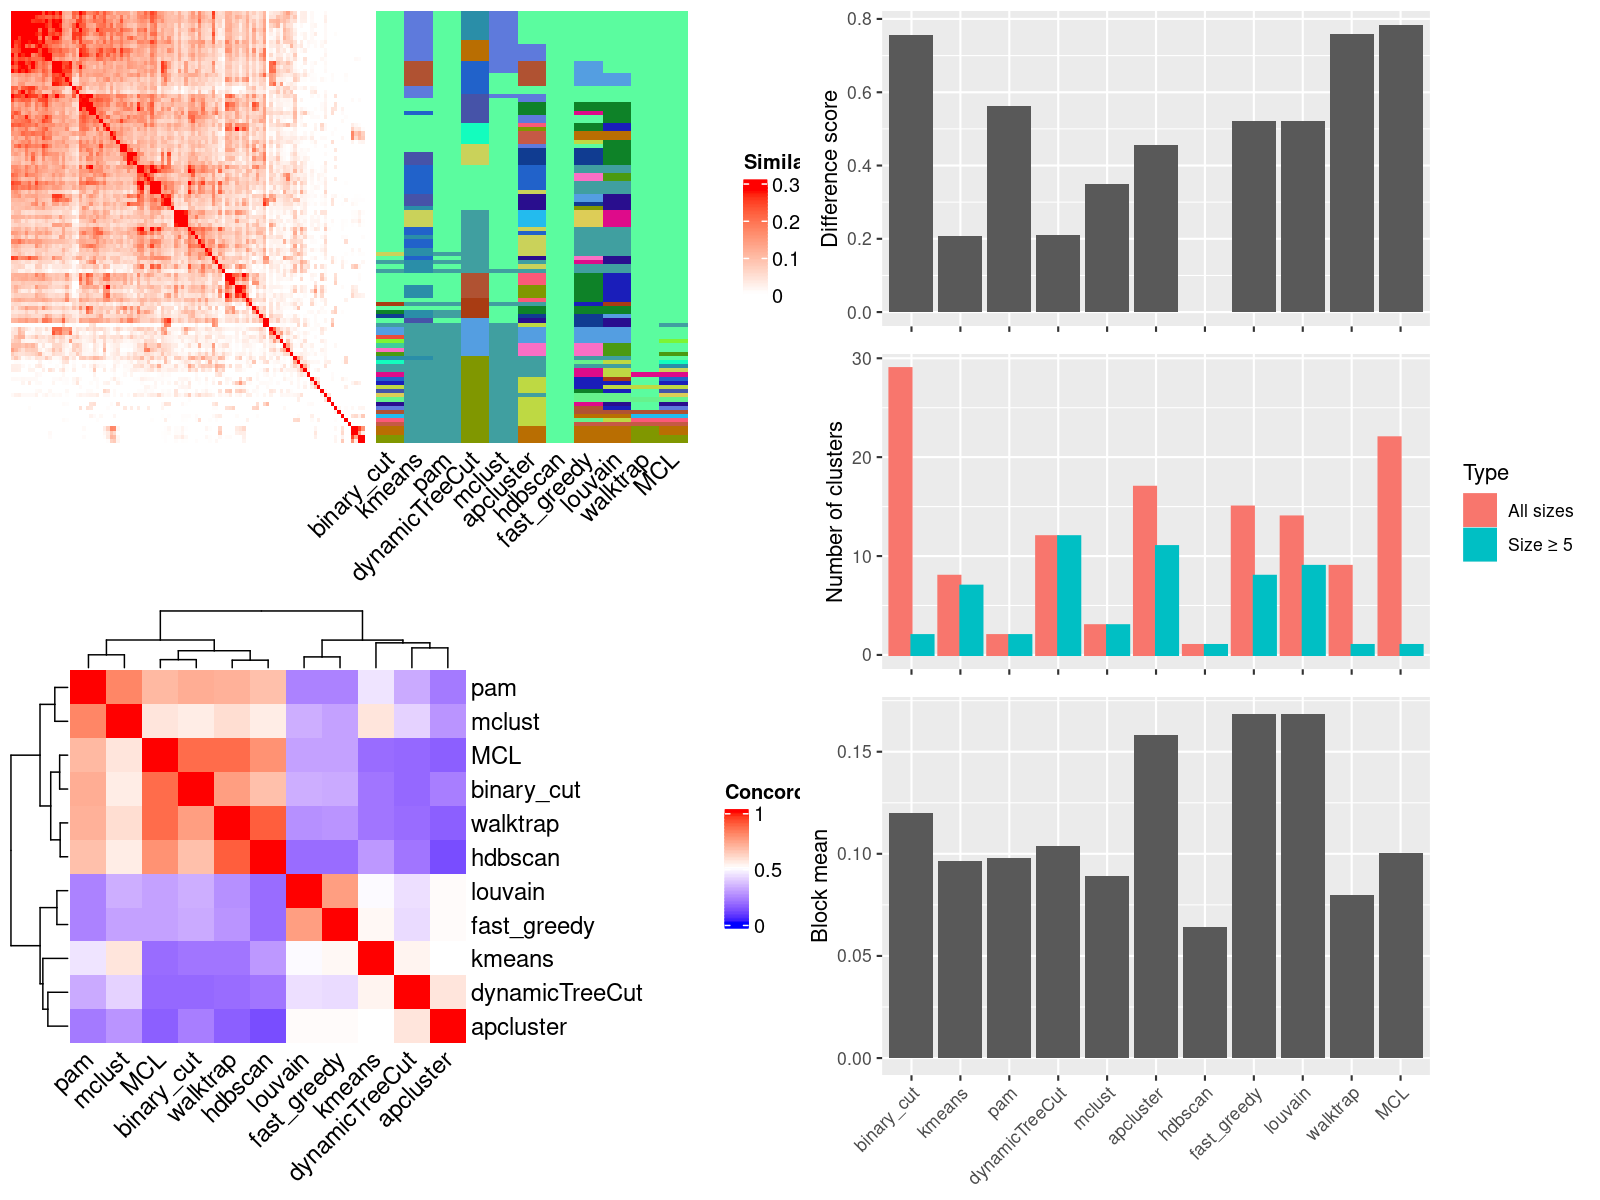 Simila
0.3
0.2
0.1
0
binary_cut
kmeans
pam
dynamicTreeCut
mclust
apcluster
hdbscan
fast_greedy
louvain
walktrap
MCL
pam
mclust
MCL
binary_cut
walktrap
hdbscan
louvain
fast_greedy
kmeans
dynamicTreeCut
apcluster
pam
mclust
MCL
binary_cut
walktrap
hdbscan
louvain
fast_greedy
kmeans
dynamicTreeCut
apcluster
Concord
1
0.5
0
Difference score
0.8
0.6
0.4
0.2
0.0
Number of clusters
30
20
10
0
Type
All sizes
Size ≥ 5
Block mean
0.15
0.10
0.05
0.00
binary_cut
kmeans
pam
dynamicTreeCut
mclust
apcluster
hdbscan
fast_greedy
louvain
walktrap
MCL